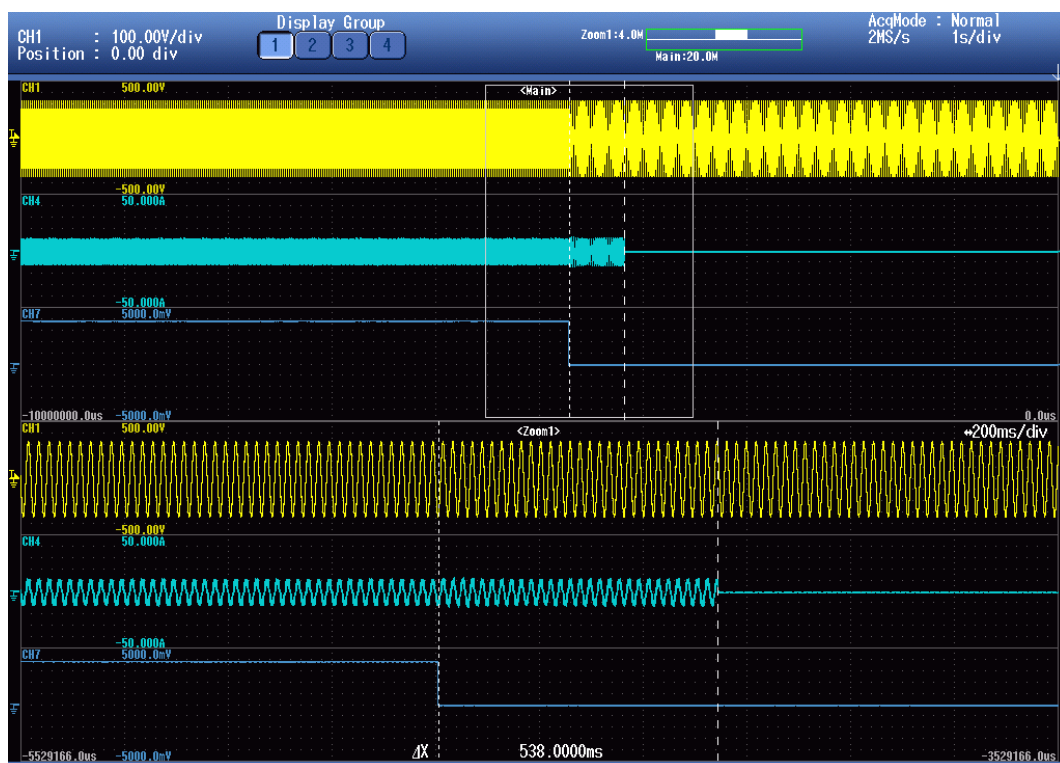 Display Group
CH1 : 100.00V/div
Position : 0.00 div
1 2 3 4
Zoom1:4.0M
Main:20.0M
AcqMode : Normal
2MS/s 1s/div
CH1 500.00V
<Main>
-500.00V
CH4 50.000A
-50.000A
CH7 5000.0mV
-10000000.0us -5000.0mV 0.0us
CH1 500.00V
<Zoom1>
200ms/div
-500.00V
CH4 50.000A
-50.000A
CH7 5000.0mV
ΔX 538.0000ms
-5529166.0us -5000.0mV -3529166.0us